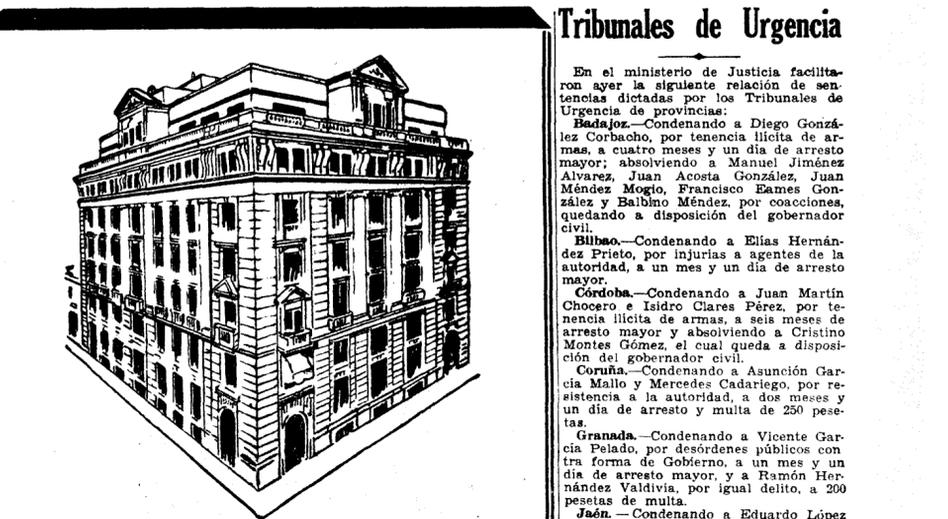 Tribunales de Urgencia
En el ministerio de Justicia facilita-
ron ayer la siguiente relación de sen-
tencias dictadas por los Tribunales de
Urgencia de provincias:
Badajoz.—Condenando a Diego Gonzá-
lez Corbacho, por tenencia ilícita de ar-
mas, a cuatro meses y un día de arresto
mayor; absolviendo a Manuel Jiménez
Alvarez, Juan Acosta González, Juan
Méndez Mogio, Francisco Eames Gon-
zález y Balbino Méndez, por coacciones,
quedando a disposición del gobernador
civil.
Bilbao.—Condenando a Elías Hernán-
dez Prieto, por injurias a agentes de la
autoridad, a un mes y un día de arresto
mayor.
Córdoba.—Condenando a Juan Martín
Chocero e Isidro Clares Pérez, por te-
nencia ilícita de armas, a seis meses de
arresto mayor y absolviendo a Cristino
Montes Gómez, el cual queda a disposi-
ción del gobernador civil.
Coruña.—Condenando a Asunción Gar-
cía Mallo y Mercedes Cadariego, por re-
sistencia a la autoridad, a dos meses y
un día de arresto y multa de 250 pese-
tas.
Granada.—Condenando a Vicente Gar-
cía Pelado, por desórdenes públicos con
tra forma de Gobierno, a un mes y un
día de arresto mayor, y a Ramón Her-
nández Valdivia, por igual delito, a 200
pesetas de multa.
Jaén.—Condenando a Eduardo López